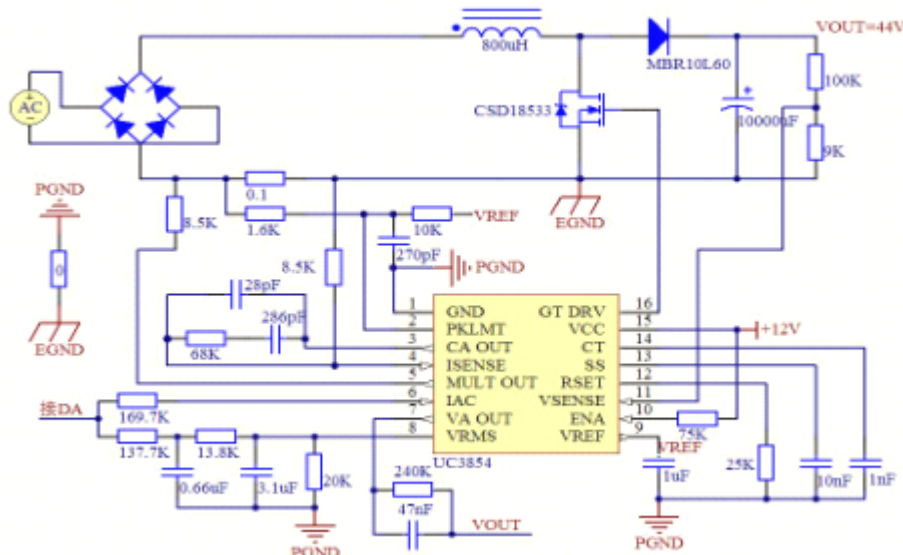 800uH
VOUT=44V
MBR10L60
100K
AC
CSD18533
10000uF
9K
PGND
0.1
EGND
8.5K
1.6K
10K
VREF
270pF
PGND
0
8.5K
28pF
286pF
68K
EGND
1 GND GT DRV 16
2 PKLMT VCC 15
+12V
3 CA OUT CT 14
4 ISENSE SS 13
5 MULT OUT RSET 12
6 IAC VSENSE 11
7 VA OUT ENA 10
8 VRMS VREF 9
接DA
169.7K
137.7K
13.8K
UC3854
75K
VREF
0.66uF
3.1uF
20K
240K
47nF
VOUT
1uF
25K
10nF
1nF
PGND
PGND